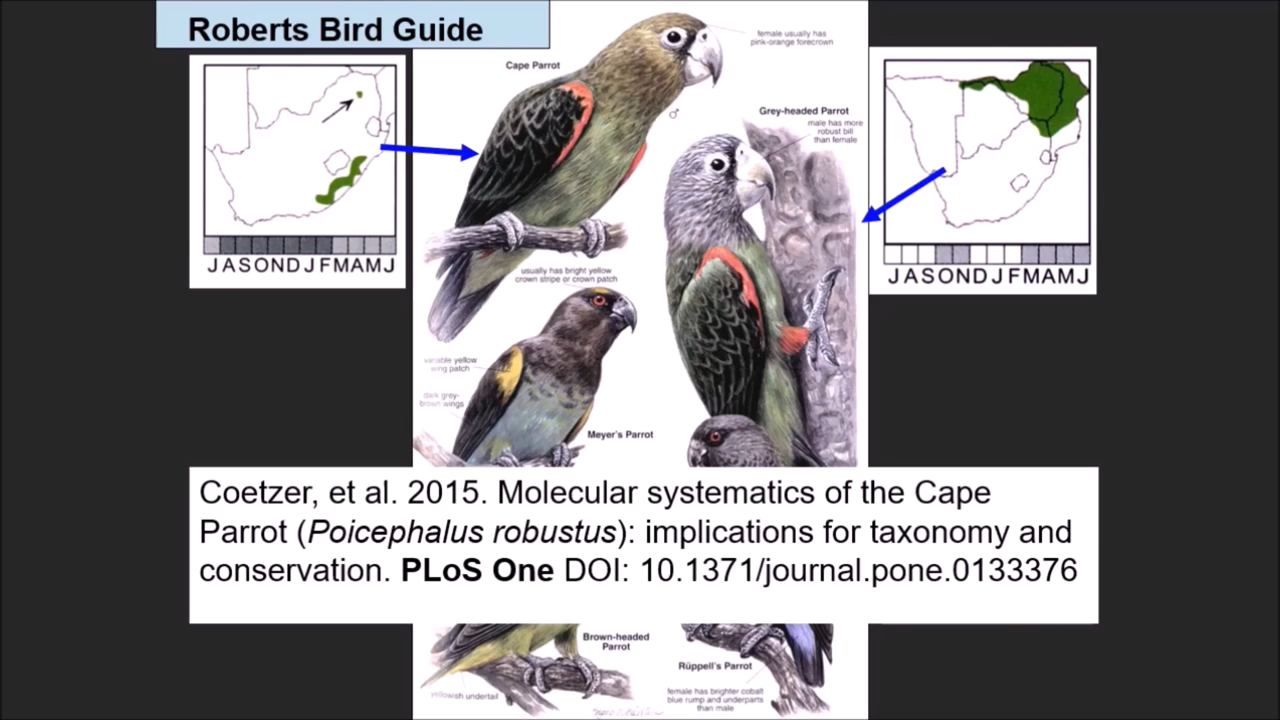 Roberts Bird Guide
female usually has
pink-orange forecrown
Cape Parrot
♂
Grey-headed Parrot
male has more
robust bill
than female
JASONDJFMAMJ
JASONDJFMAMJ
usually has bright yellow
crown stripe or crown patch
variable yellow
wing patch
dark grey-
brown wings
Meyer's Parrot
Coetzer, et al. 2015. Molecular systematics of the Cape
Parrot (Poicephalus robustus): implications for taxonomy and
conservation. PLoS One DOI: 10.1371/journal.pone.0133376
Brown-headed
Parrot
Rüppell's Parrot
yellowish undertail
female has brighter cobalt
blue rump and underparts
than male